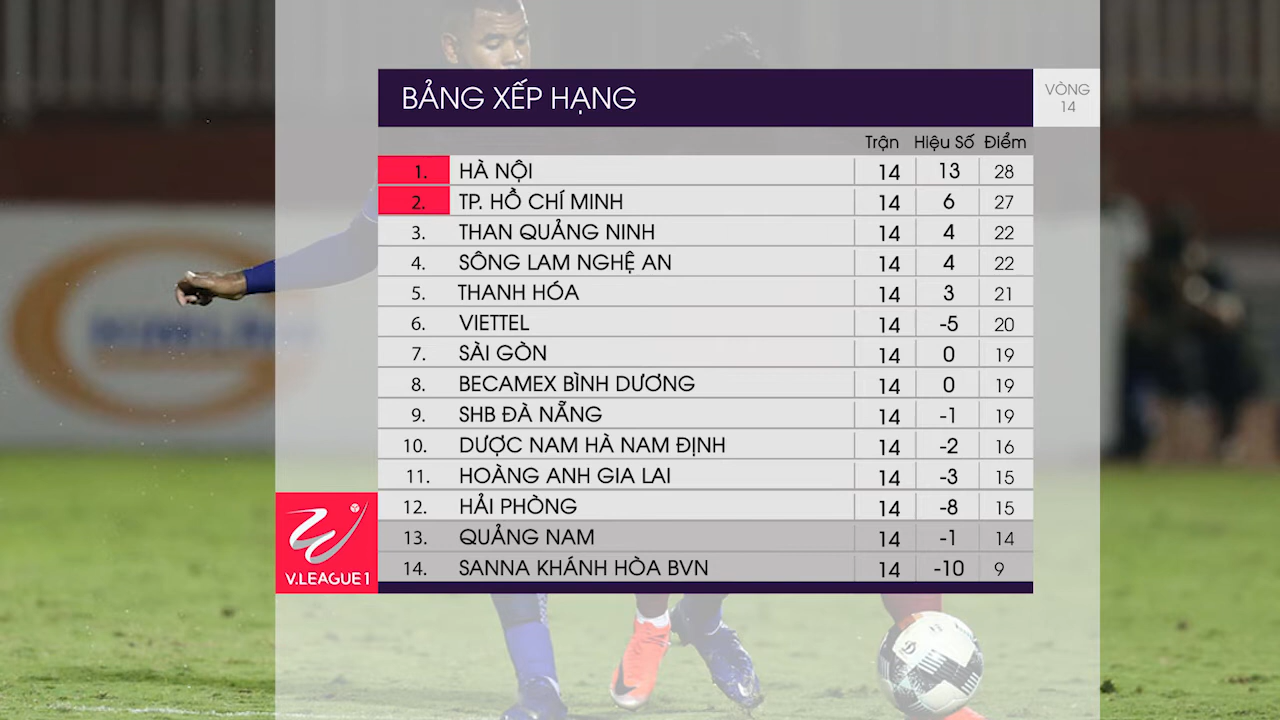 BẢNG XẾP HẠNG
VÒNG
14
Trận Hiệu Số Điểm
1. HÀ NỘI 14 13 28
2. TP. HỒ CHÍ MINH 14 6 27
3. THAN QUẢNG NINH 14 4 22
4. SÔNG LAM NGHỆ AN 14 4 22
5. THANH HÓA 14 3 21
6. VIETTEL 14 -5 20
7. SÀI GÒN 14 0 19
8. BECAMEX BÌNH DƯƠNG 14 0 19
9. SHB ĐÀ NẴNG 14 -1 19
10. DƯỢC NAM HÀ NAM ĐỊNH 14 -2 16
11. HOÀNG ANH GIA LAI 14 -3 15
12. HẢI PHÒNG 14 -8 15
13. QUẢNG NAM 14 -1 14
14. SANNA KHÁNH HÒA BVN 14 -10 9
V.LEAGUE 1